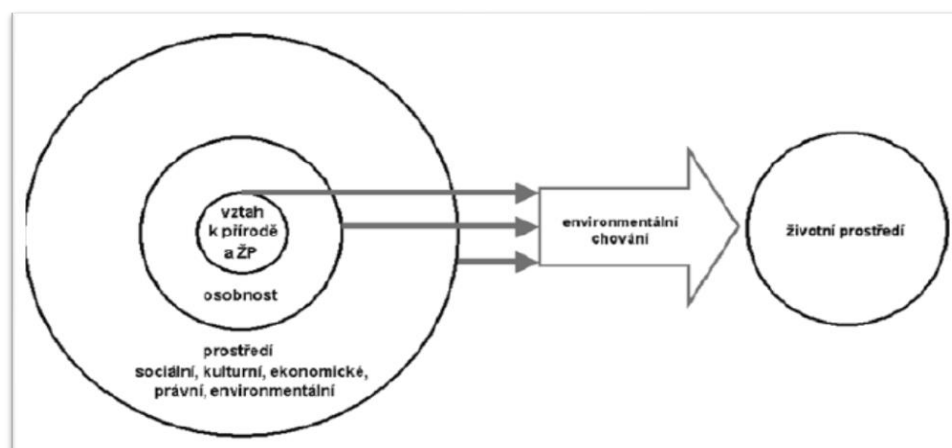 vztah
k přírodě
a ŽP
osobnost
prostředí
sociální, kulturní, ekonomické,
právní, environmentální
environmentální
chování
životní prostředí